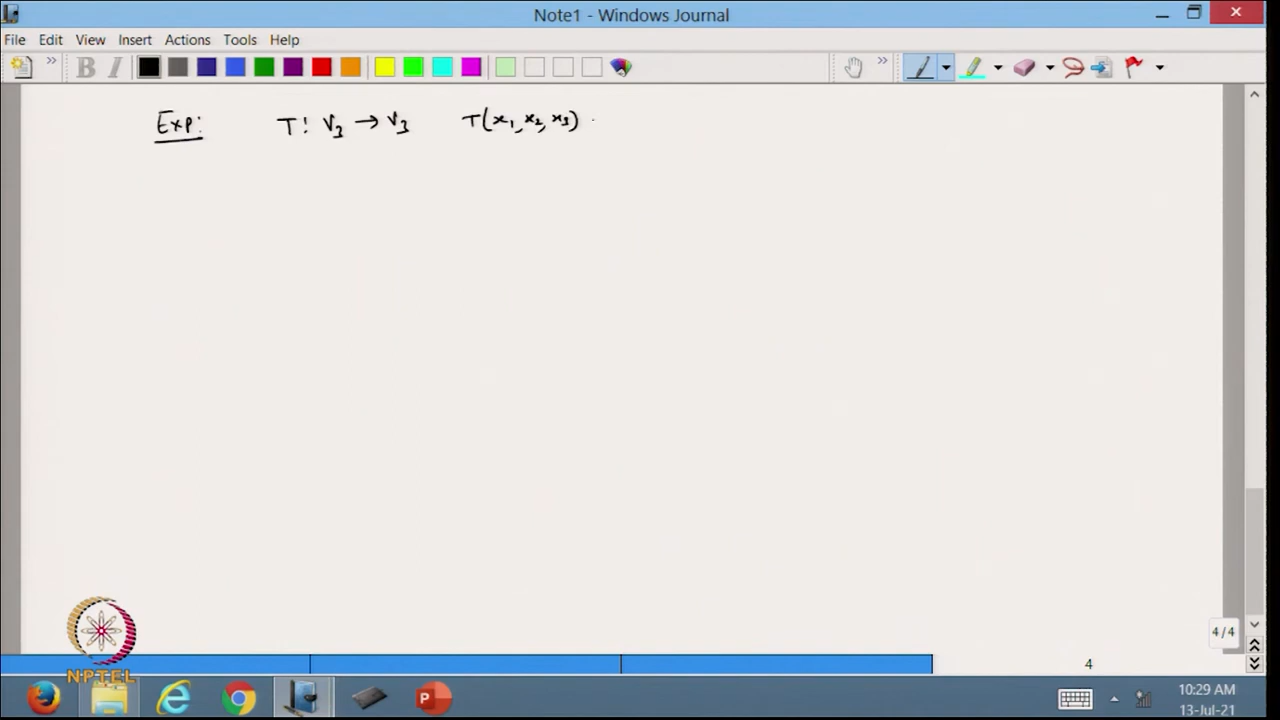 Note1 - Windows Journal
File Edit View Insert Actions Tools Help
B I
Exp: T: V₃ → V₃ T(x₁, x₂, x₃)
4/4
4
NPTEL
10:29 AM
13-Jul-21